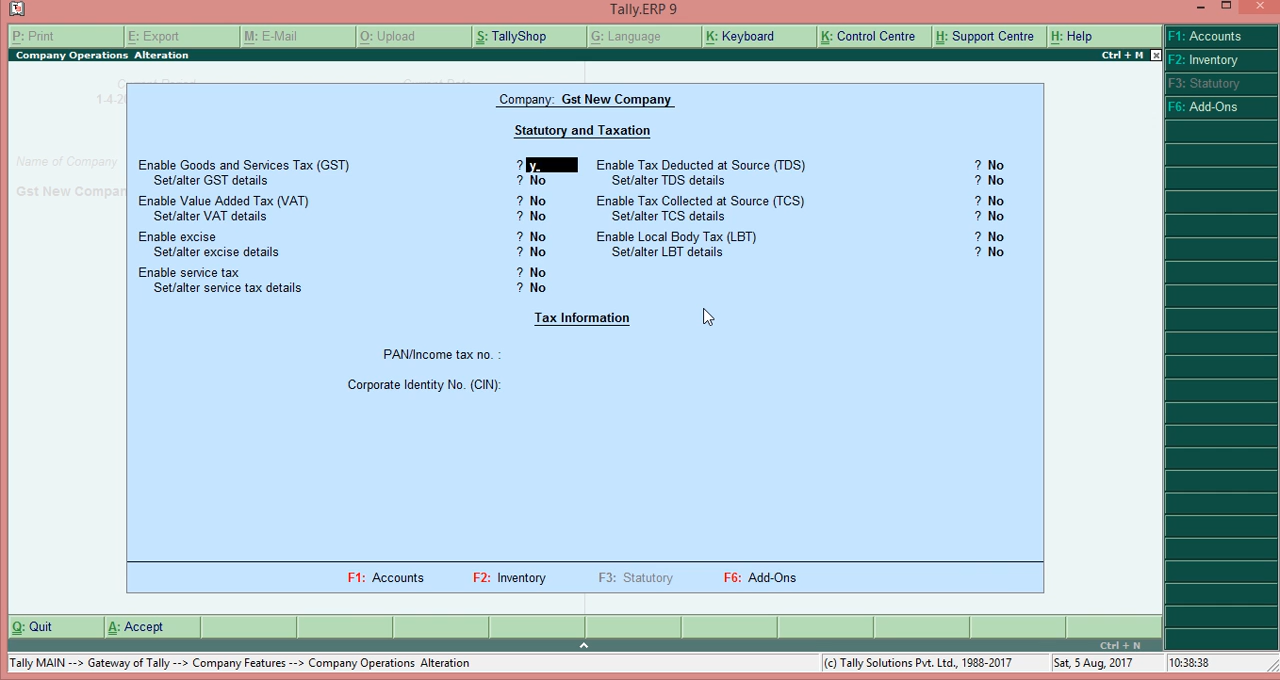 Tally.ERP 9
P: Print E: Export M: E-Mail O: Upload S: TallyShop G: Language K: Keyboard K: Control Centre H: Support Centre H: Help
F1: Accounts
F2: Inventory
F3: Statutory
F6: Add-Ons
Company Operations Alteration Ctrl + M
Name of Company
Gst New Compan
Company: Gst New Company
Statutory and Taxation
Enable Goods and Services Tax (GST) ? y Enable Tax Deducted at Source (TDS) ? No
Set/alter GST details ? No Set/alter TDS details ? No
Enable Value Added Tax (VAT) ? No Enable Tax Collected at Source (TCS) ? No
Set/alter VAT details ? No Set/alter TCS details ? No
Enable excise ? No Enable Local Body Tax (LBT) ? No
Set/alter excise details ? No Set/alter LBT details ? No
Enable service tax ? No
Set/alter service tax details ? No
Tax Information
PAN/Income tax no. :
Corporate Identity No. (CIN):
F1: Accounts F2: Inventory F3: Statutory F6: Add-Ons
Q: Quit A: Accept
Ctrl + N
Tally MAIN --> Gateway of Tally --> Company Features --> Company Operations Alteration (c) Tally Solutions Pvt. Ltd., 1988-2017 Sat, 5 Aug, 2017 10:38:38